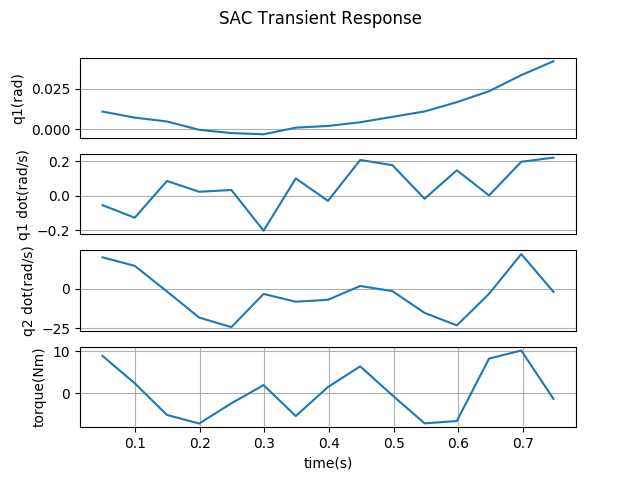 SAC Transient Response
q1(rad)
0.025
0.000
q1 dot(rad/s)
0.2
0.0
−0.2
q2 dot(rad/s)
0
−25
torque(Nm)
10
0
0.1 0.2 0.3 0.4 0.5 0.6 0.7
time(s)